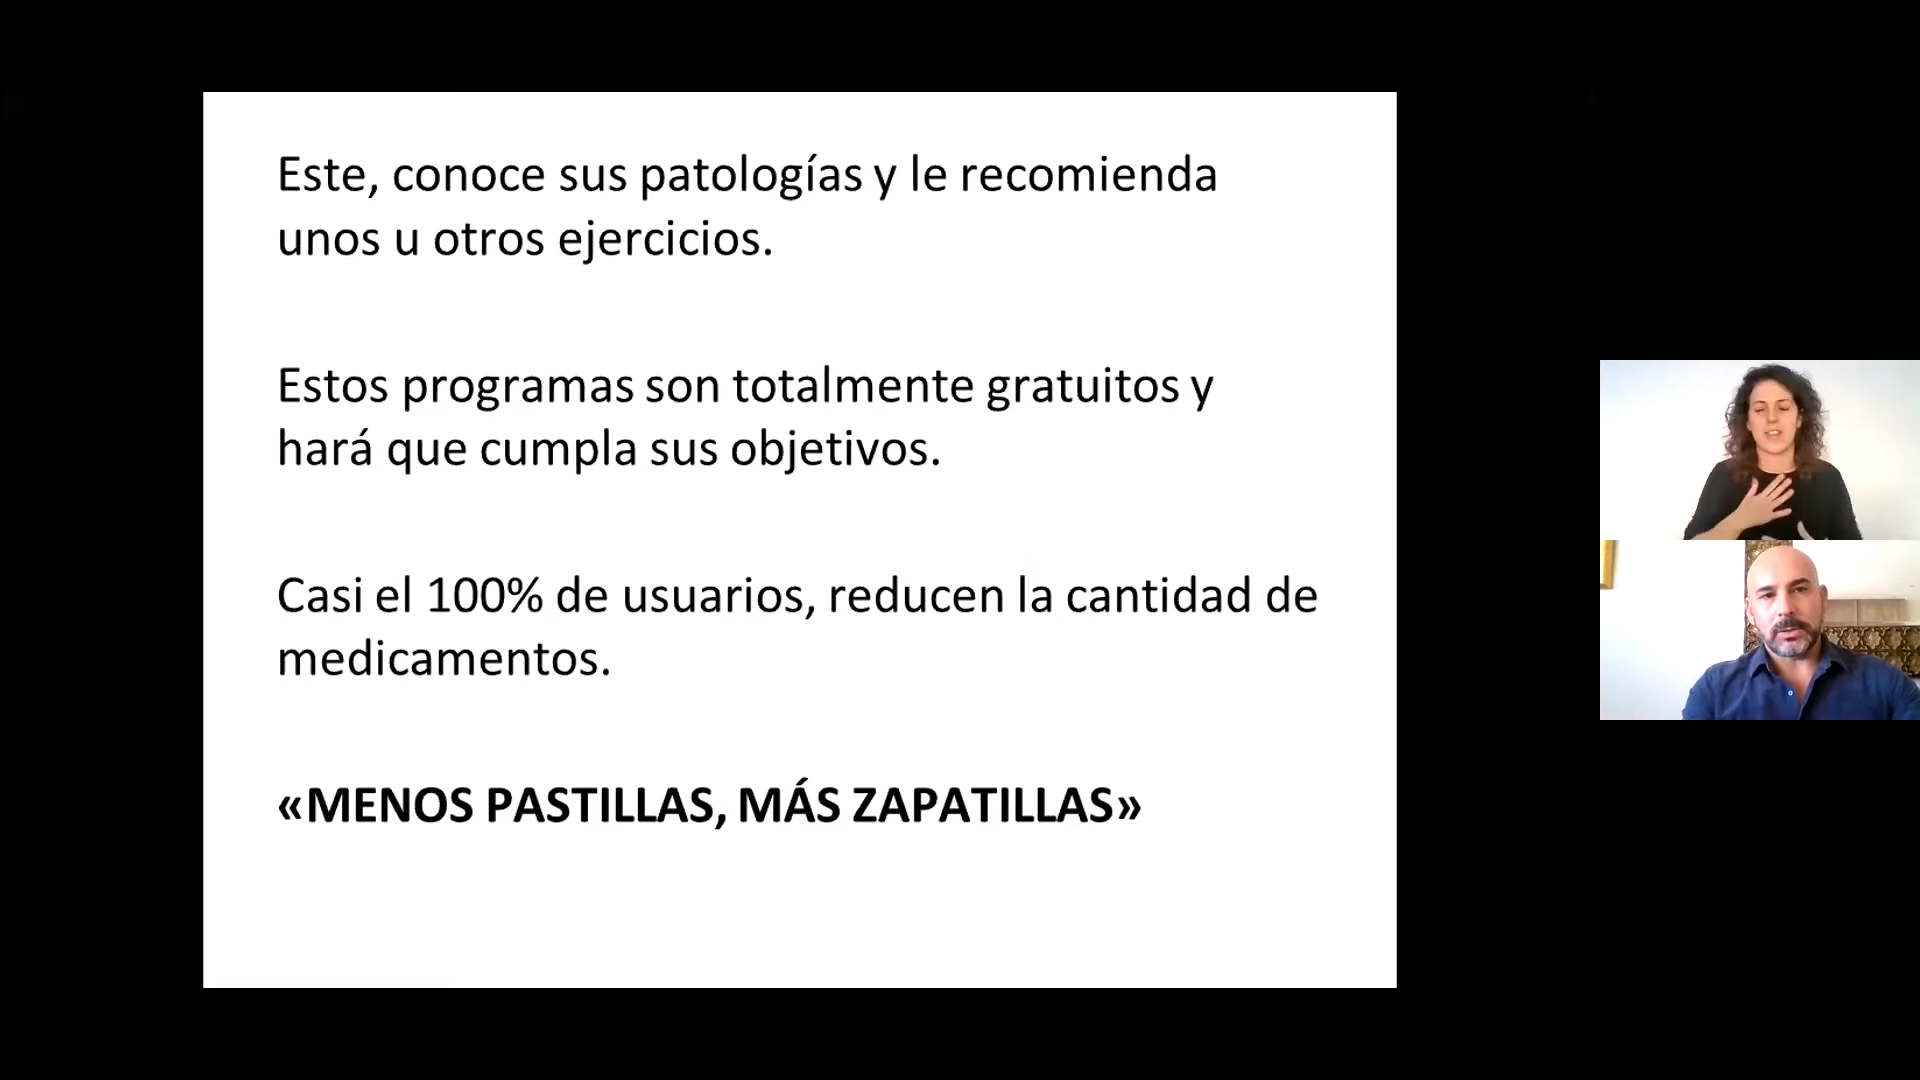 Este, conoce sus patologías y le recomienda
unos u otros ejercicios.
Estos programas son totalmente gratuitos y
hará que cumpla sus objetivos.
Casi el 100% de usuarios, reducen la cantidad de
medicamentos.
«MENOS PASTILLAS, MÁS ZAPATILLAS»